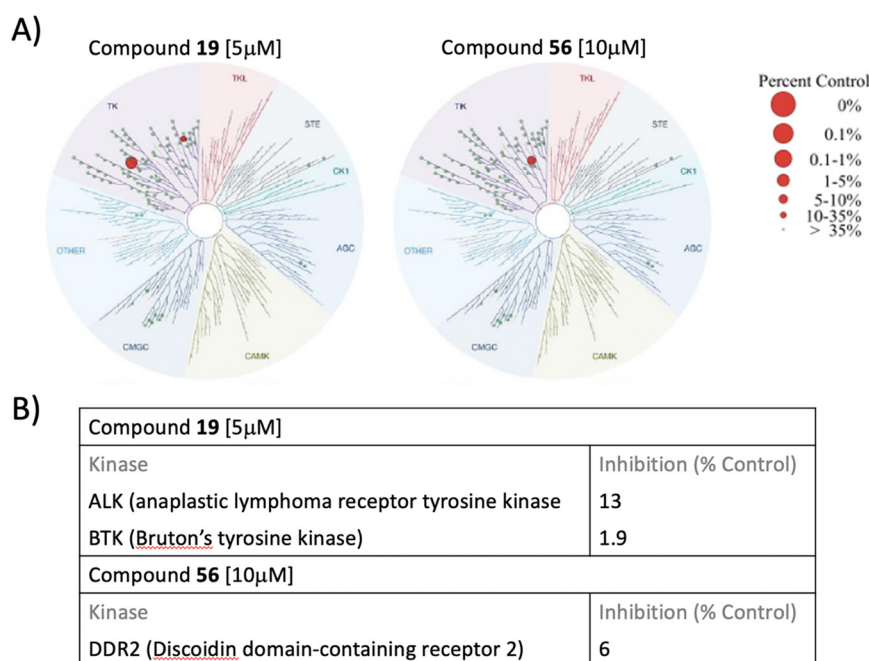 A)
Compound 19 [5μM]
Compound 56 [10μM]
TK
TKL
STE
CK1
AGC
CAMK
CMGC
OTHER
TK
TKL
STE
CK1
AGC
CAMK
CMGC
OTHER
Percent Control
0%
0.1%
0.1-1%
1-5%
5-10%
10-35%
> 35%
B)
Compound 19 [5μM]
Kinase Inhibition (% Control)
ALK (anaplastic lymphoma receptor tyrosine kinase 13
BTK (Bruton's tyrosine kinase) 1.9
Compound 56 [10μM]
Kinase Inhibition (% Control)
DDR2 (Discoidin domain-containing receptor 2) 6